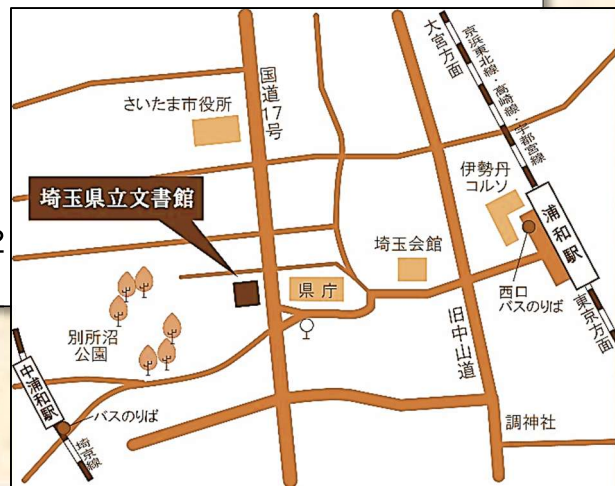 大宮方面
京浜東北線・高崎線・宇都宮線
国道17号
さいたま市役所
伊勢丹
コルソ
埼玉県立文書館
浦和駅
埼玉会館
県庁
西口
バスのりば
東京方面
別所沼
公園
旧中山道
中浦和駅
バスのりば
調神社
埼京線